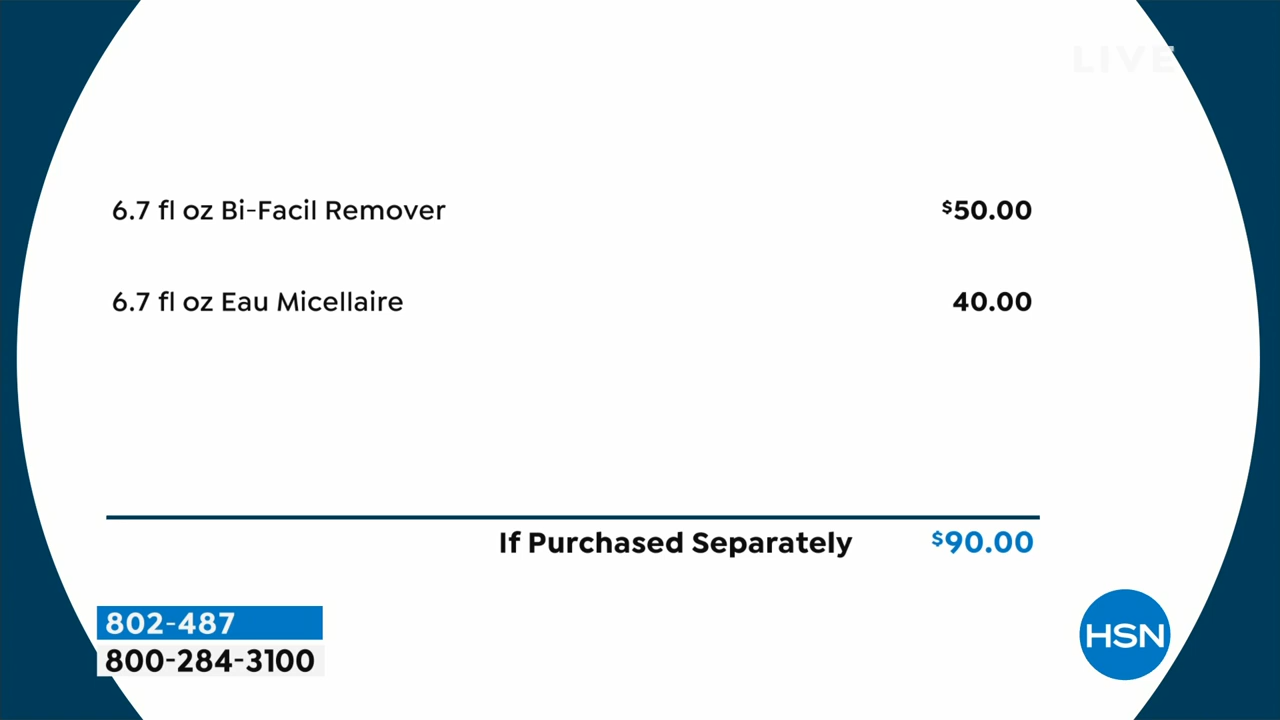 LIVE
6.7 fl oz Bi-Facil Remover $50.00
6.7 fl oz Eau Micellaire 40.00
If Purchased Separately $90.00
802-487
800-284-3100
HSN